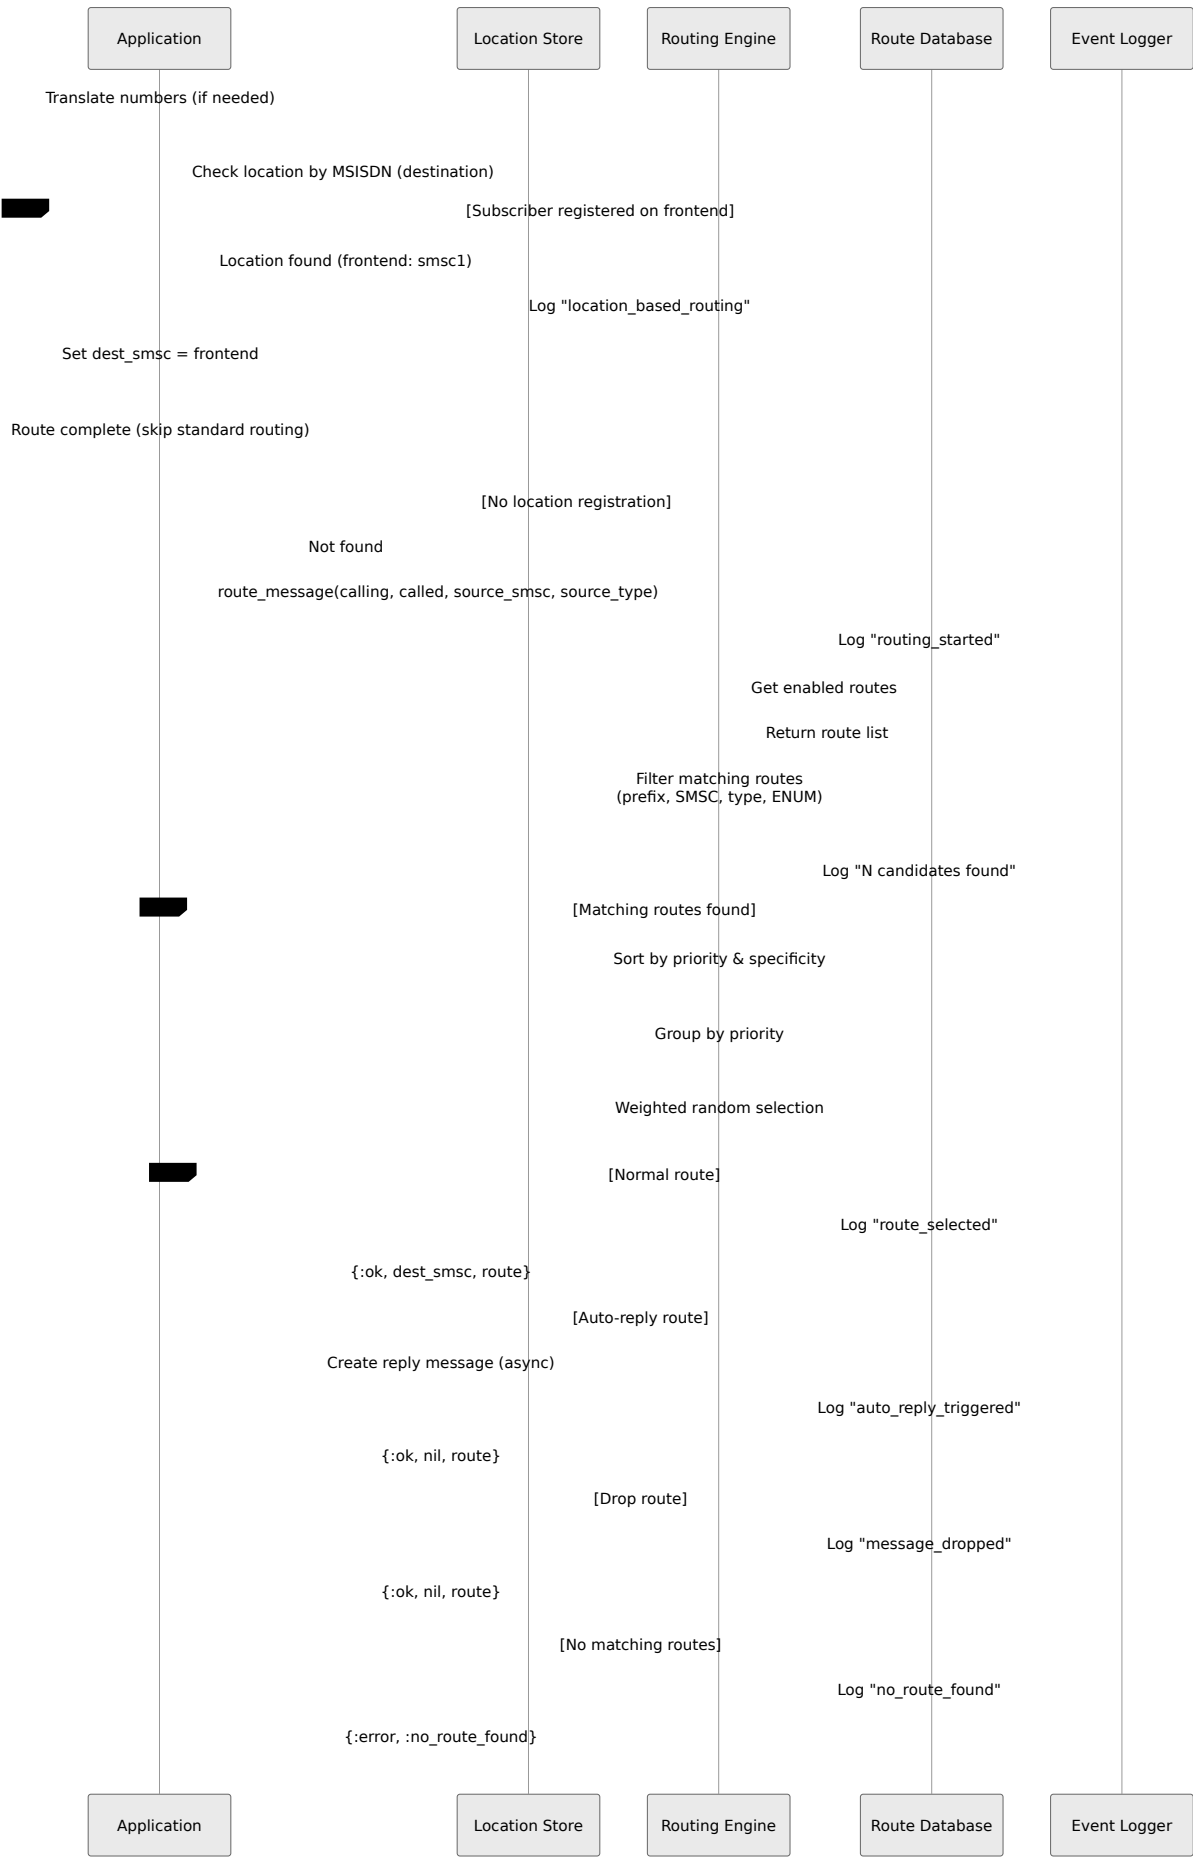 Application
Location Store
Routing Engine
Route Database
Event Logger
Translate numbers (if needed)
Check location by MSISDN (destination)
[Subscriber registered on frontend]
Location found (frontend: smsc1)
Log "location_based_routing"
Set dest_smsc = frontend
Route complete (skip standard routing)
[No location registration]
Not found
route_message(calling, called, source_smsc, source_type)
Log "routing_started"
Get enabled routes
Return route list
Filter matching routes
(prefix, SMSC, type, ENUM)
Log "N candidates found"
[Matching routes found]
Sort by priority & specificity
Group by priority
Weighted random selection
[Normal route]
Log "route_selected"
{:ok, dest_smsc, route}
[Auto-reply route]
Create reply message (async)
Log "auto_reply_triggered"
{:ok, nil, route}
[Drop route]
Log "message_dropped"
{:ok, nil, route}
[No matching routes]
Log "no_route_found"
{:error, :no_route_found}
Application
Location Store
Routing Engine
Route Database
Event Logger